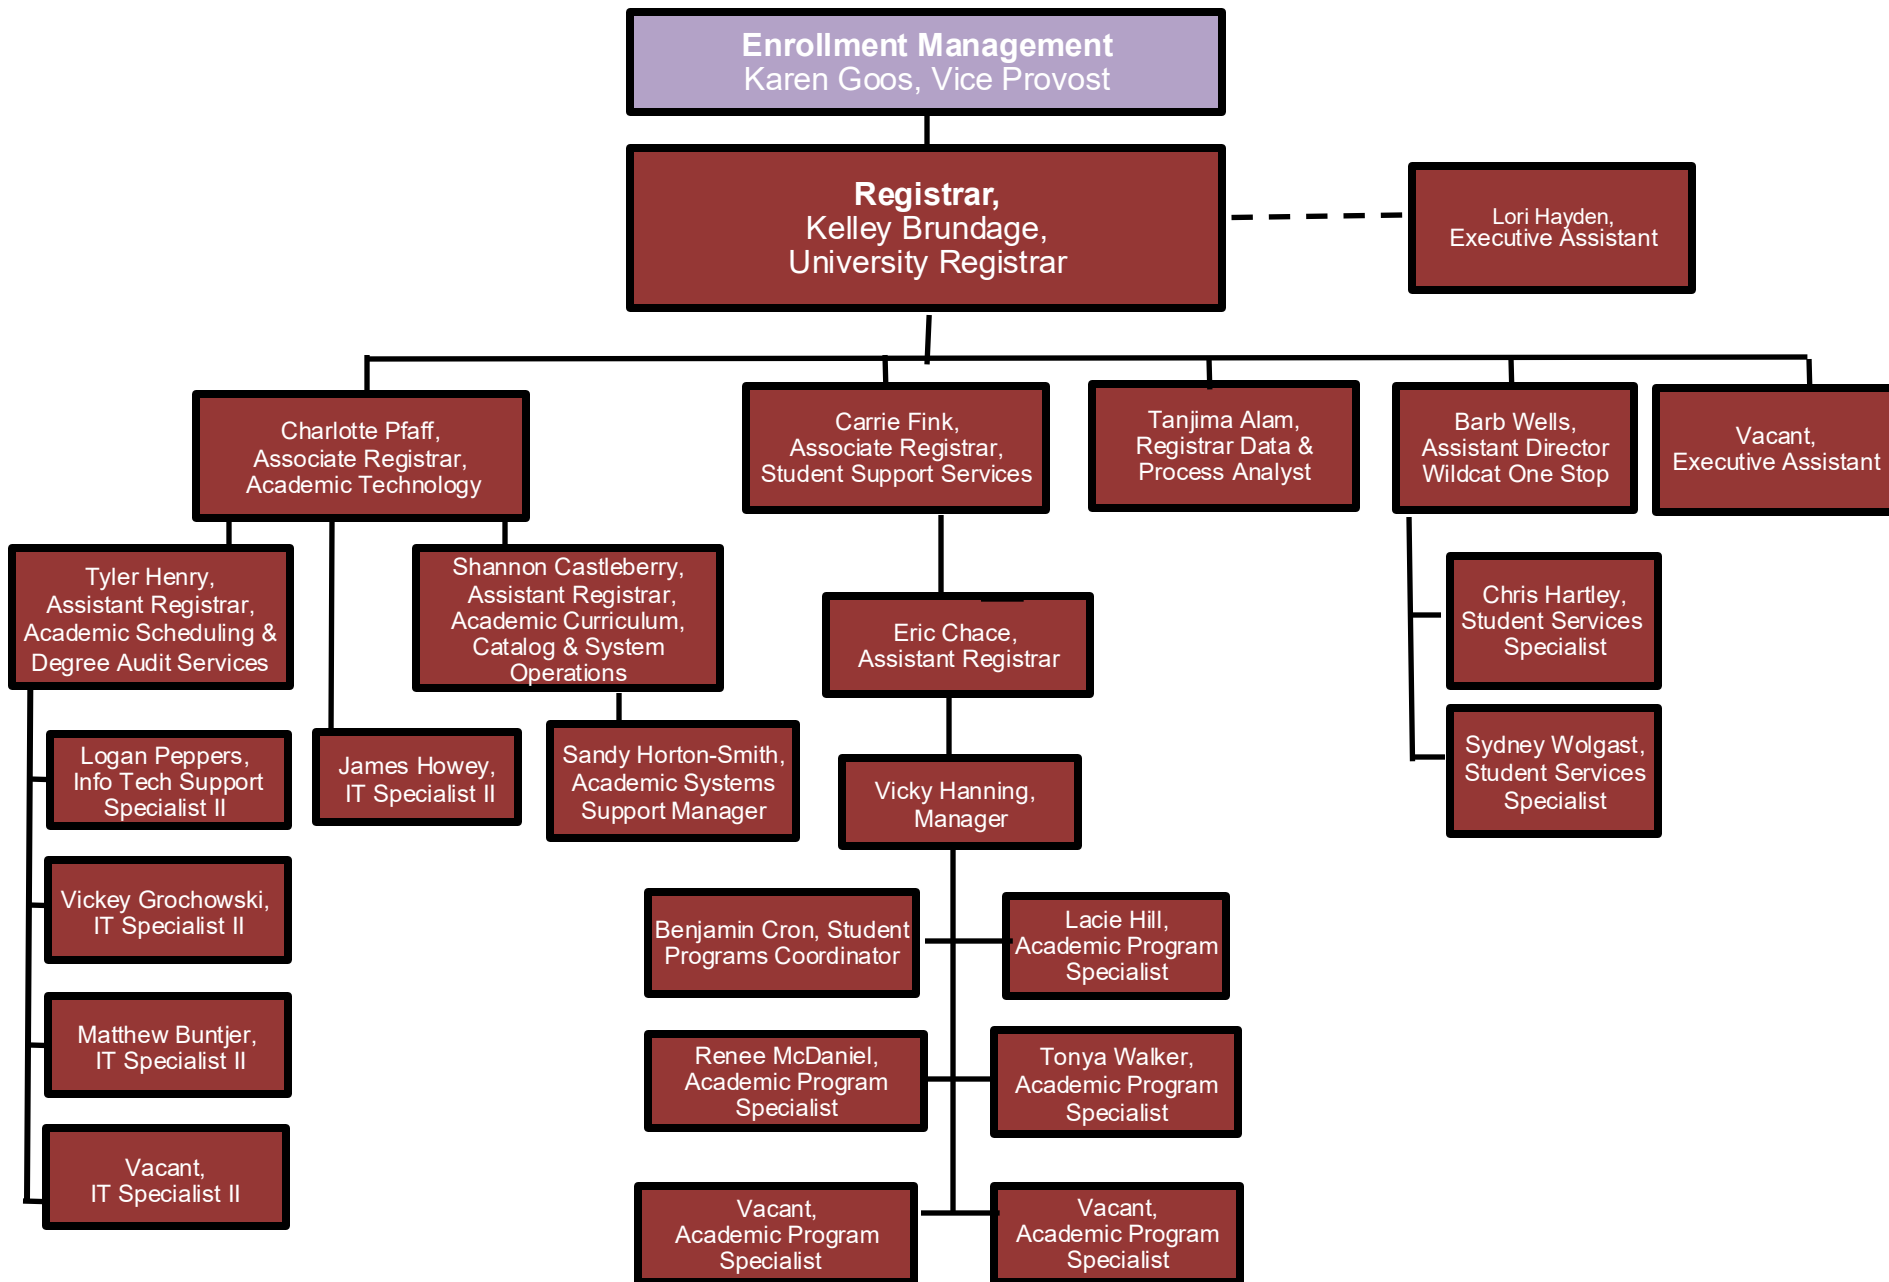 Enrollment Management
Karen Goos, Vice Provost
Registrar,
Kelley Brundage,
University Registrar
Lori Hayden,
Executive Assistant
Charlotte Pfaff,
Associate Registrar,
Academic Technology
Carrie Fink,
Associate Registrar,
Student Support Services
Tanjima Alam,
Registrar Data &
Process Analyst
Barb Wells,
Assistant Director
Wildcat One Stop
Vacant,
Executive Assistant
Tyler Henry,
Assistant Registrar,
Academic Scheduling &
Degree Audit Services
Shannon Castleberry,
Assistant Registrar,
Academic Curriculum,
Catalog & System
Operations
Eric Chace,
Assistant Registrar
Chris Hartley,
Student Services
Specialist
Logan Peppers,
Info Tech Support
Specialist II
James Howey,
IT Specialist II
Sandy Horton-Smith,
Academic Systems
Support Manager
Vicky Hanning,
Manager
Sydney Wolgast,
Student Services
Specialist
Vickey Grochowski,
IT Specialist II
Benjamin Cron, Student
Programs Coordinator
Lacie Hill,
Academic Program
Specialist
Matthew Buntjer,
IT Specialist II
Renee McDaniel,
Academic Program
Specialist
Tonya Walker,
Academic Program
Specialist
Vacant,
IT Specialist II
Vacant,
Academic Program
Specialist
Vacant,
Academic Program
Specialist